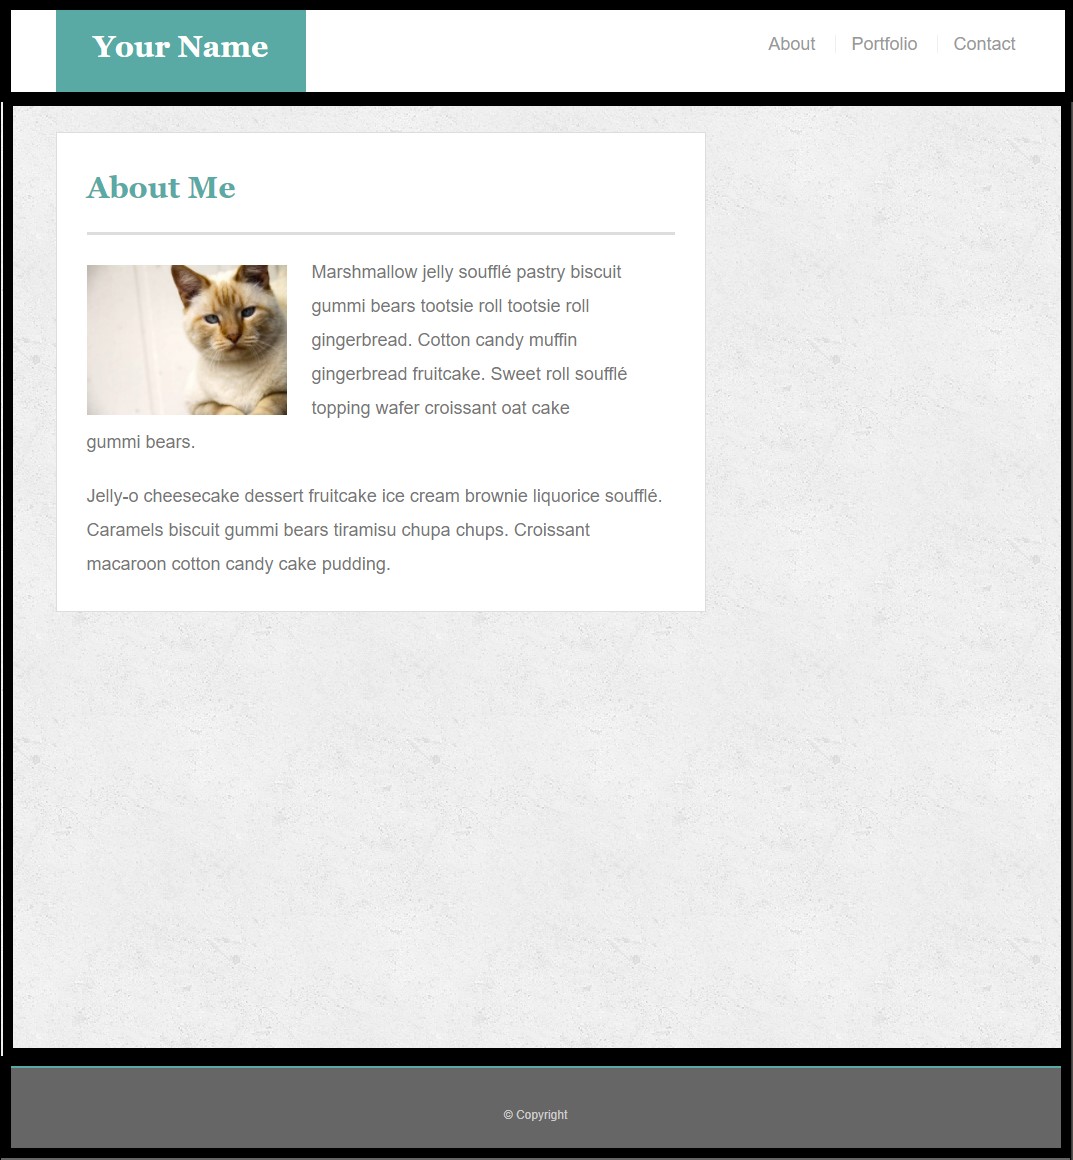 Your Name
About
Portfolio
Contact
About Me
Marshmallow jelly soufflé pastry biscuit
gummi bears tootsie roll tootsie roll
gingerbread. Cotton candy muffin
gingerbread fruitcake. Sweet roll soufflé
topping wafer croissant oat cake
gummi bears.
Jelly-o cheesecake dessert fruitcake ice cream brownie liquorice soufflé.
Caramels biscuit gummi bears tiramisu chupa chups. Croissant
macaroon cotton candy cake pudding.
© Copyright